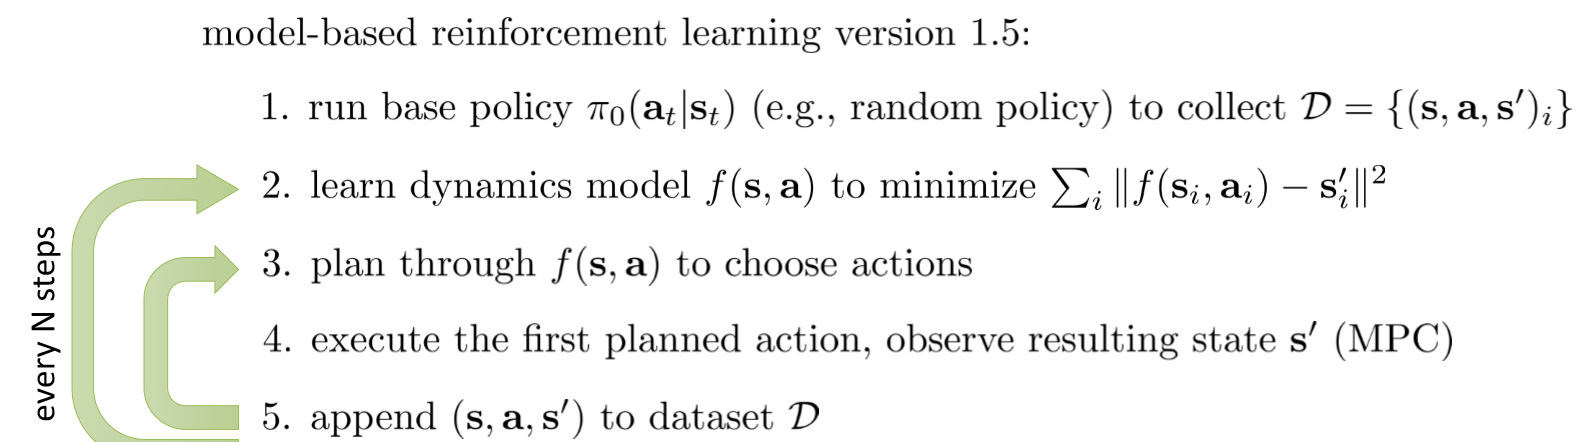 model-based reinforcement learning version 1.5:
1. run base policy π₀(aₜ|sₜ) (e.g., random policy) to collect 𝒟 = {(s, a, s′)ᵢ}
2. learn dynamics model f(s, a) to minimize ∑ᵢ ‖f(sᵢ, aᵢ) − s′ᵢ‖²
3. plan through f(s, a) to choose actions
4. execute the first planned action, observe resulting state s′ (MPC)
5. append (s, a, s′) to dataset 𝒟
every N steps